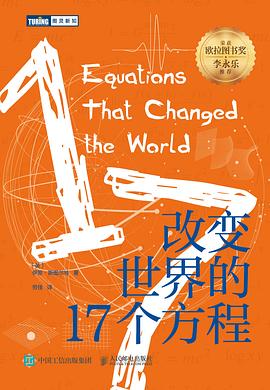 TURING 图灵新知
荣获
欧拉图书奖
李永乐
推荐
17
Equations
That Changed
the World
改变
世界的
17个方程
[英]
伊恩·斯图尔特 著
劳佳 译
中国工信出版集团
人民邮电出版社